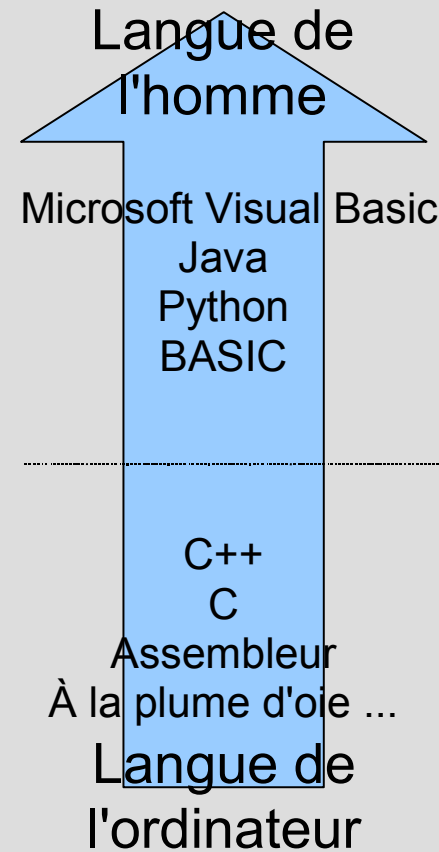 Langue de
l'homme
Microsoft Visual Basic
Java
Python
BASIC
C++
C
Assembleur
À la plume d'oie ...
Langue de
l'ordinateur